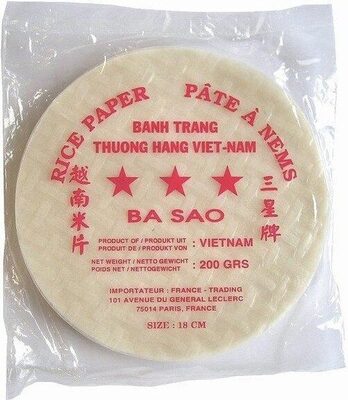 RICE PAPER
PÂTE À NEMS
BANH TRANG
THUONG HANG VIET-NAM
越南米片
三星牌
BA SAO
PRODUCT OF / PRODUKT UIT
PRODUIT DE / PRODUKT VON : VIETNAM
NET WEIGHT / NETTO GEWICHT
POIDS NET / NETTOGEWICHT : 200 GRS
IMPORTATEUR : FRANCE - TRADING
101 AVENUE DU GENERAL LECLERC
75014 PARIS, FRANCE
SIZE : 18 CM